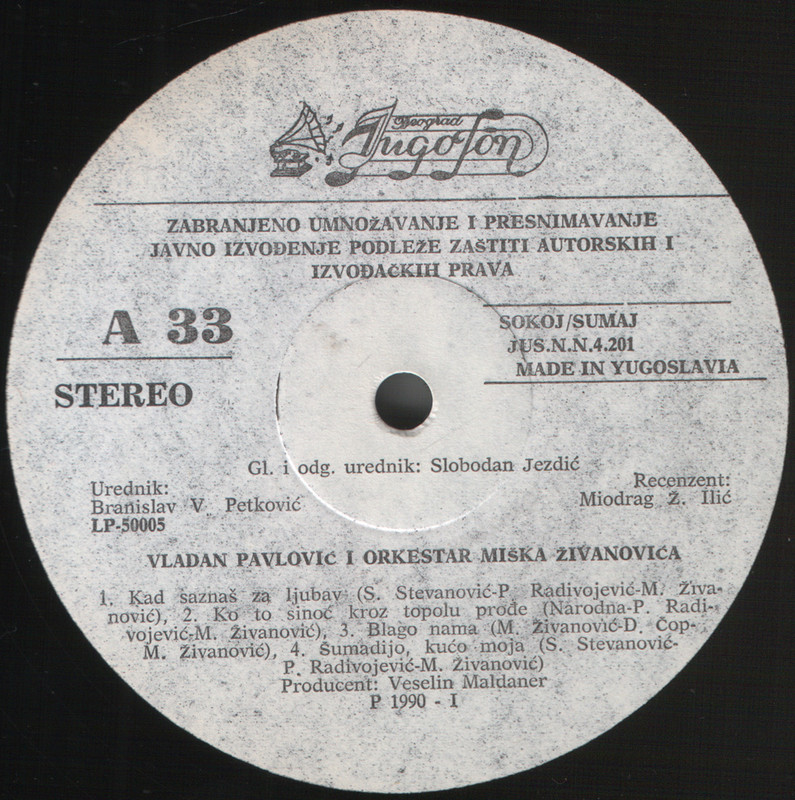 Beograd
Jugofon
ZABRANJENO UMNOŽAVANJE I PRESNIMAVANJE
JAVNO IZVOĐENJE PODLEŽE ZAŠTITI AUTORSKIH I
IZVOĐAČKIH PRAVA
A 33
STEREO
SOKOJ/SUMAJ
JUS.N.N.4.201
MADE IN YUGOSLAVIA
Gl. i odg. urednik: Slobodan Jezdić
Urednik:
Branislav V. Petković
LP-50005
Recenzent:
Miodrag Ž. Ilić
VLADAN PAVLOVIĆ I ORKESTAR MIŠKA ŽIVANOVIĆA
1. Kad saznaš za ljubav (S. Stevanović-P. Radivojević-M. Živa-
nović), 2. Ko to sinoć kroz topolu prođe (Narodna-P. Radi-
vojević-M. Živanović), 3. Blago nama (M. Živanović-D. Čop-
M. Živanović), 4. Šumadijo, kućo moja (S. Stevanović-
P. Radivojević-M. Živanović)
Producent: Veselin Maldaner
P 1990 - I